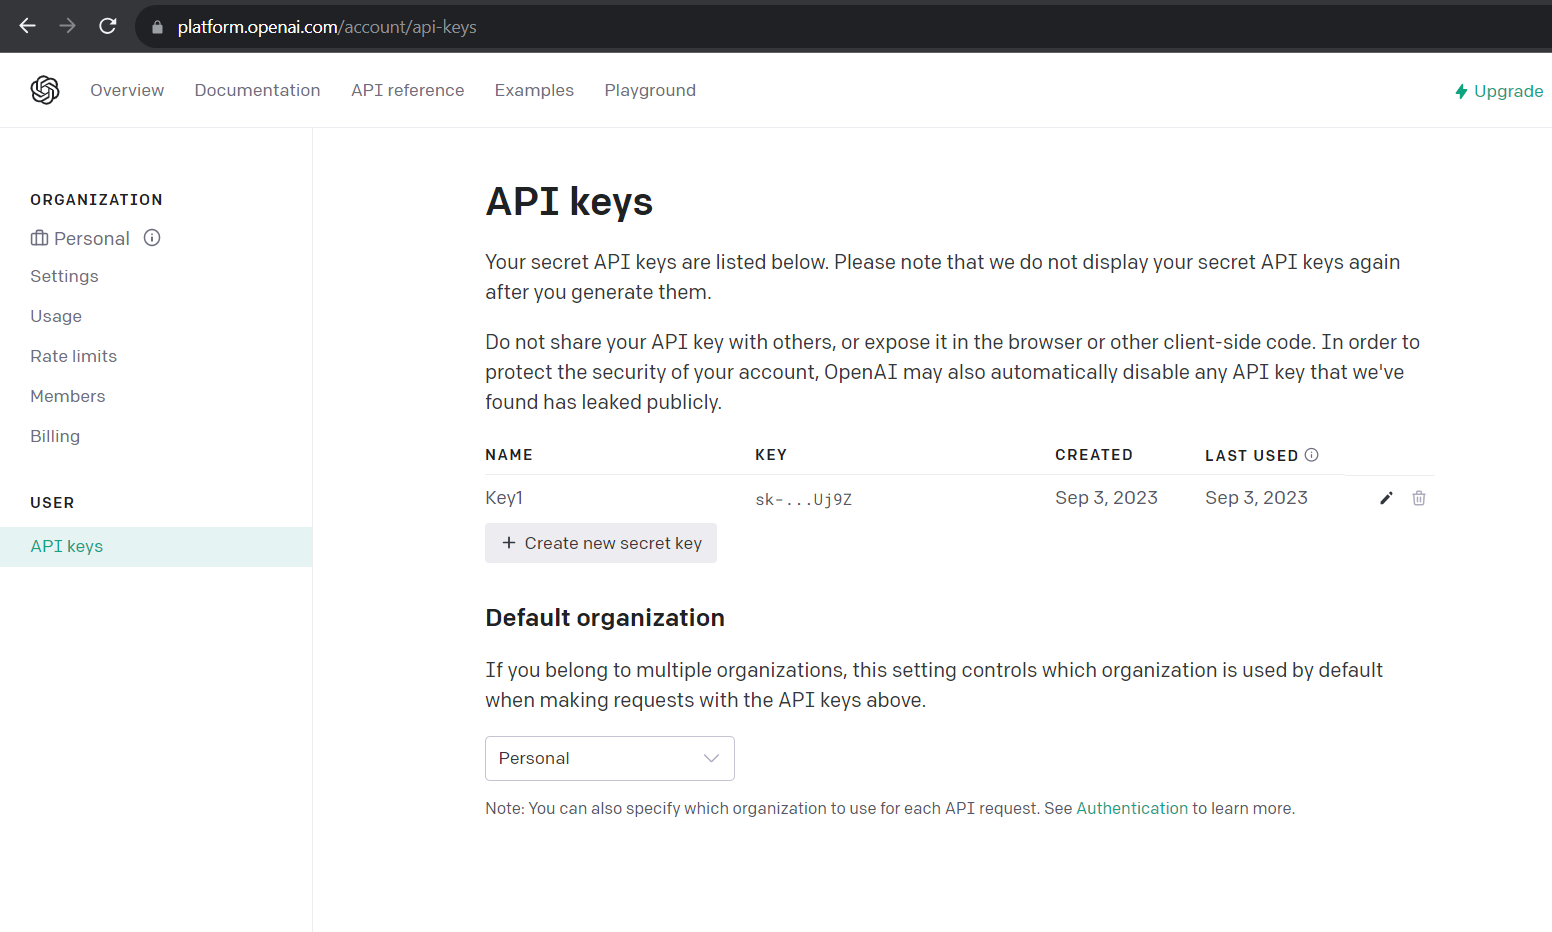 platform.openai.com/account/api-keys
Overview Documentation API reference Examples Playground Upgrade
ORGANIZATION
Personal
Settings
Usage
Rate limits
Members
Billing
USER
API keys
API keys
Your secret API keys are listed below. Please note that we do not display your secret API keys again
after you generate them.
Do not share your API key with others, or expose it in the browser or other client-side code. In order to
protect the security of your account, OpenAI may also automatically disable any API key that we've
found has leaked publicly.
NAME KEY CREATED LAST USED
Key1 sk-...Uj9Z Sep 3, 2023 Sep 3, 2023
+ Create new secret key
Default organization
If you belong to multiple organizations, this setting controls which organization is used by default
when making requests with the API keys above.
Personal
Note: You can also specify which organization to use for each API request. See Authentication to learn more.